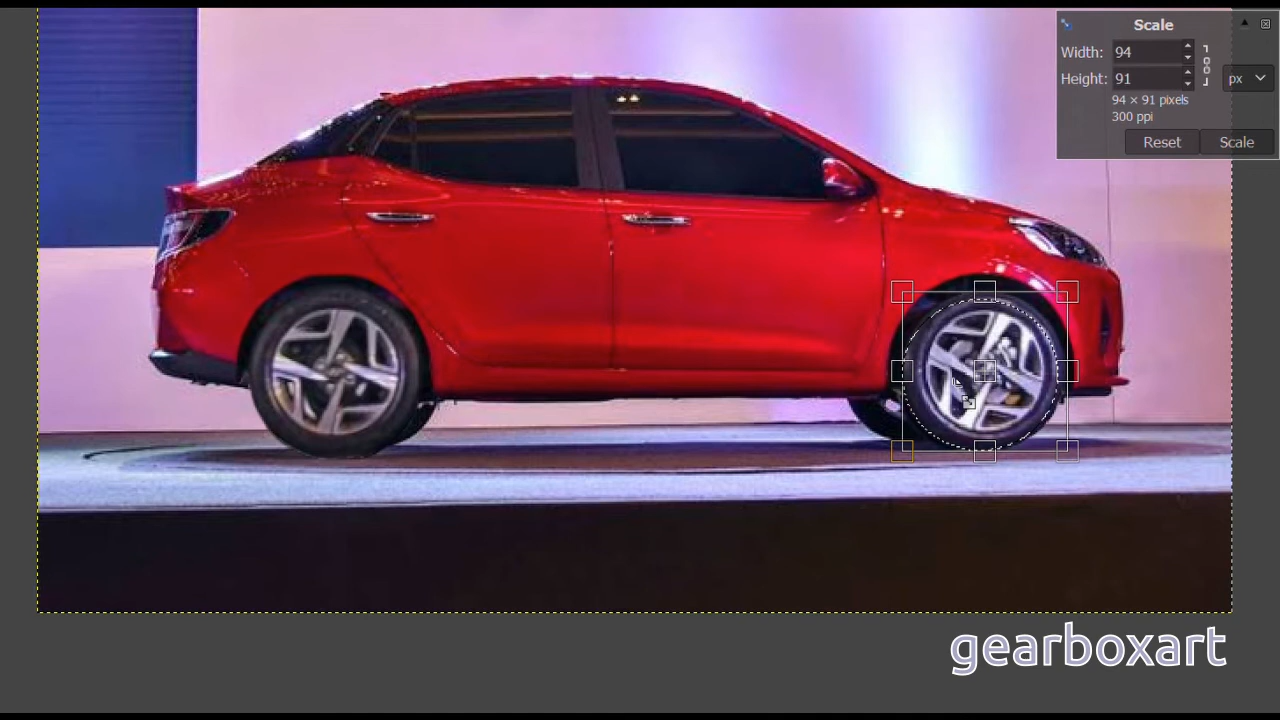 Scale
Width: 94
Height: 91
px
94 × 91 pixels
300 ppi
Reset Scale
gearboxart